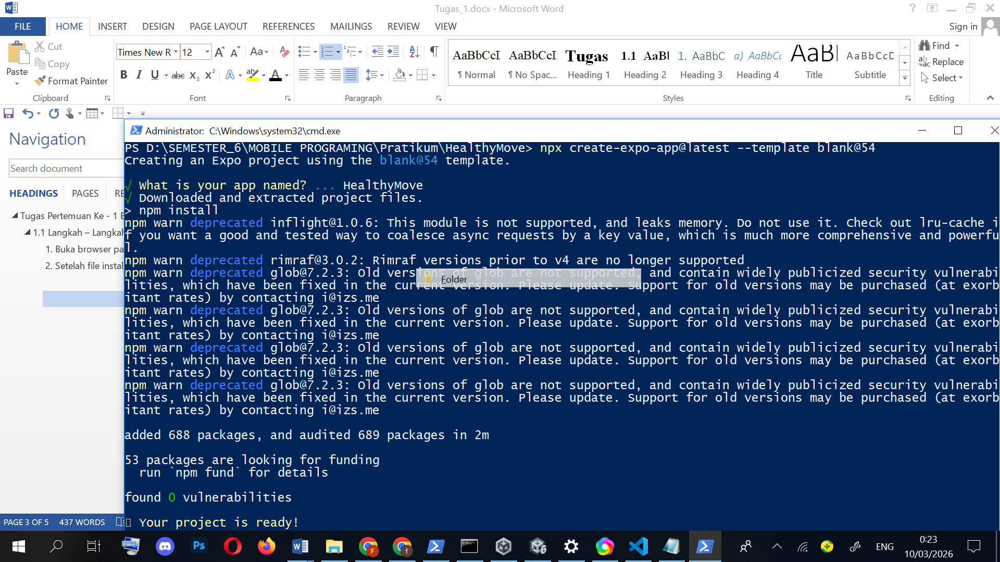 Tugas_1.docx - Microsoft Word
FILE HOME INSERT DESIGN PAGE LAYOUT REFERENCES MAILINGS REVIEW VIEW
Sign in
Paste
Cut
Copy
Format Painter
Clipboard
Times New R 12
Font
Paragraph
AaBbCcI AaBbCcI Tugas 1.1 AaBl 1. AaBbC a) AaBbCc AaBl AaBbCcD
¶ Normal ¶ No Spac... Heading 1 Heading 2 Heading 3 Heading 4 Title Subtitle
Styles
Find
Replace
Select
Editing
Navigation
Search document
HEADINGS PAGES RE
Tugas Pertemuan Ke - 1 B
1.1 Langkah – Langkah
1. Buka browser pa
2. Setelah file instal
PAGE 3 OF 5 437 WORDS
Administrator: C:\Windows\system32\cmd.exe
PS D:\SEMESTER_6\MOBILE PROGRAMING\Pratikum\HealthyMove> npx create-expo-app@latest --template blank@54
Creating an Expo project using the blank@54 template.
√ What is your app named? ... HealthyMove
√ Downloaded and extracted project files.
> npm install
npm warn deprecated inflight@1.0.6: This module is not supported, and leaks memory. Do not use it. Check out lru-cache i
f you want a good and tested way to coalesce async requests by a key value, which is much more comprehensive and powerfu
l.
npm warn deprecated rimraf@3.0.2: Rimraf versions prior to v4 are no longer supported
npm warn deprecated glob@7.2.3: Old versions of glob are not supported, and contain widely publicized security vulnerabi
Folder
lities, which have been fixed in the current version. Please update. Support for old versions may be purchased (at exorb
itant rates) by contacting i@izs.me
npm warn deprecated glob@7.2.3: Old versions of glob are not supported, and contain widely publicized security vulnerabi
lities, which have been fixed in the current version. Please update. Support for old versions may be purchased (at exorb
itant rates) by contacting i@izs.me
npm warn deprecated glob@7.2.3: Old versions of glob are not supported, and contain widely publicized security vulnerabi
lities, which have been fixed in the current version. Please update. Support for old versions may be purchased (at exorb
itant rates) by contacting i@izs.me
npm warn deprecated glob@7.2.3: Old versions of glob are not supported, and contain widely publicized security vulnerabi
lities, which have been fixed in the current version. Please update. Support for old versions may be purchased (at exorb
itant rates) by contacting i@izs.me
added 688 packages, and audited 689 packages in 2m
53 packages are looking for funding
run `npm fund` for details
found 0 vulnerabilities
Your project is ready!
ENG
0:23
10/03/2026